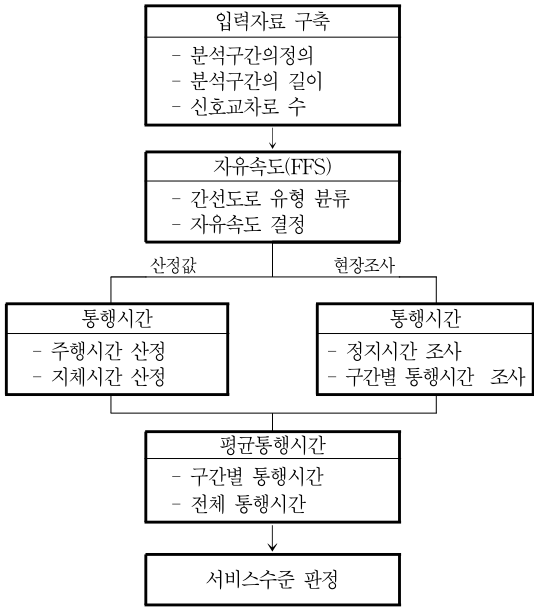 입력자료 구축
- 분석구간의정의
- 분석구간의 길이
- 신호교차로 수
자유속도(FFS)
- 간선도로 유형 분류
- 자유속도 결정
산정값
현장조사
통행시간
- 주행시간 산정
- 지체시간 산정
통행시간
- 정지시간 조사
- 구간별 통행시간 조사
평균통행시간
- 구간별 통행시간
- 전체 통행시간
서비스수준 판정